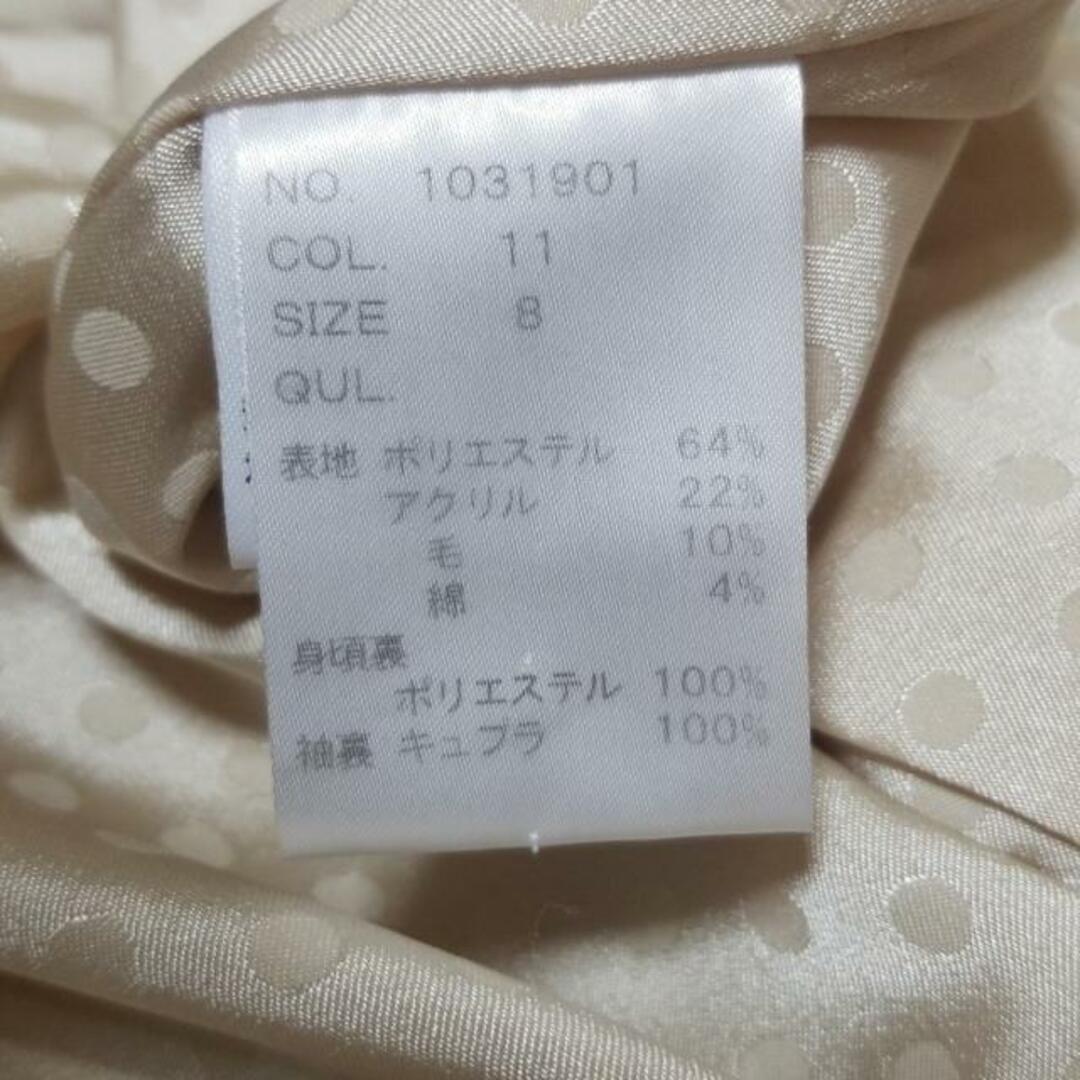 NO. 1031901
COL. 11
SIZE 8
QUL.
表地 ポリエステル 64%
アクリル 22%
毛 10%
綿 4%
身頃裏
ポリエステル 100%
袖裏 キュプラ 100%